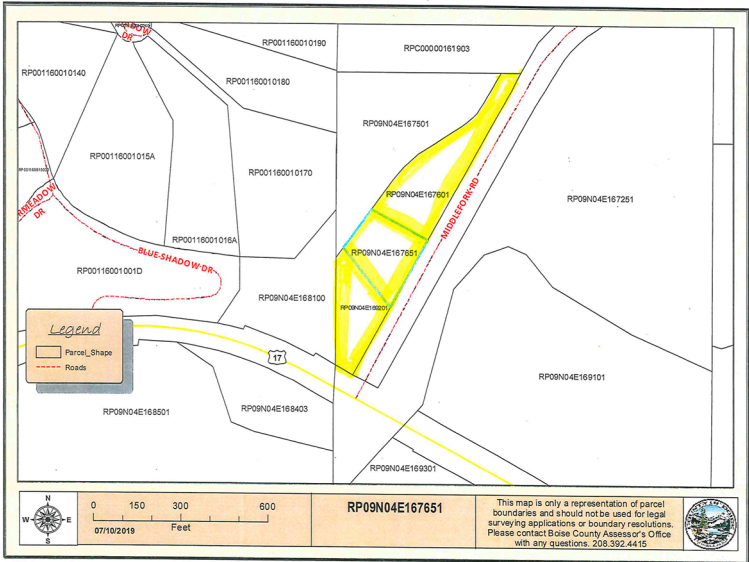 RP001160010190
RPC00000161903
DR
RP001160010140
RP001160010180
RP09N04E167501
RP00116001015A
RP001160010170
RP09N04E167601
RP09N04E167251
DR
MIDDLEFORK RD
RP00116001016A
BLUE-SHADOW-DR
RP09N04E167651
RP00116001001D
RP09N04E168100
Legend
Parcel_Shape
Roads
17
RP09N04E169101
RP09N04E168501
RP09N04E168403
RP09N04E169301
N
W
E
S
0 150 300 600
Feet
07/10/2019
RP09N04E167651
This map is only a representation of parcel
boundaries and should not be used for legal
surveying applications or boundary resolutions.
Please contact Boise County Assessor's Office
with any questions. 208.392.4415